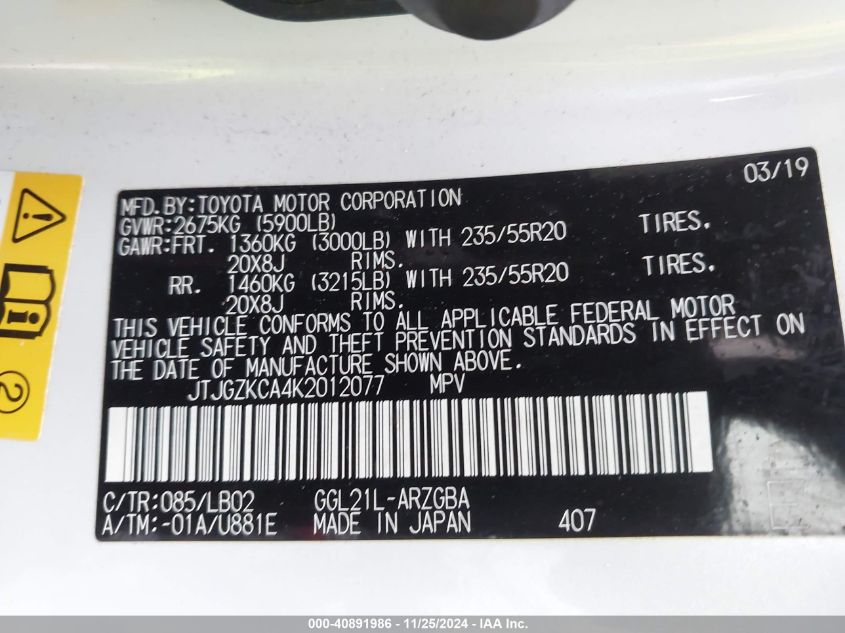 03/19
MFD.BY:TOYOTA MOTOR CORPORATION
GVWR:2675KG (5900LB)
GAWR:FRT. 1360KG (3000LB) WITH 235/55R20 TIRES.
20X8J RIMS.
RR. 1460KG (3215LB) WITH 235/55R20 TIRES.
20X8J RIMS.
THIS VEHICLE CONFORMS TO ALL APPLICABLE FEDERAL MOTOR
VEHICLE SAFETY AND THEFT PREVENTION STANDARDS IN EFFECT ON
THE DATE OF MANUFACTURE SHOWN ABOVE.
JTJGZKCA4K2012077 MPV
C/TR:085/LB02 GGL21L-ARZGBA
A/TM:-01A/U881E MADE IN JAPAN 407
2
000-40891986 - 11/25/2024 - IAA Inc.